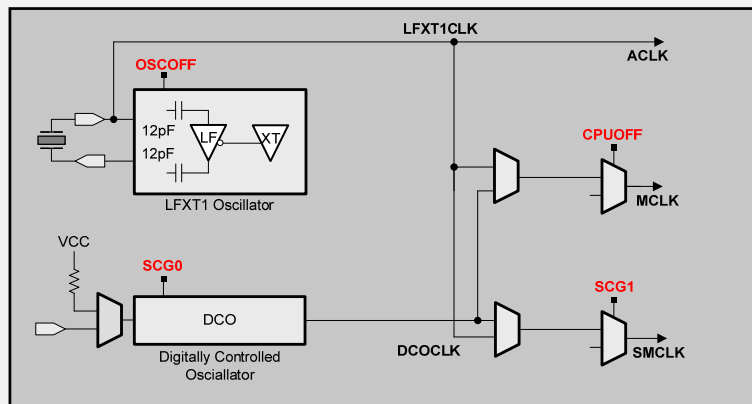 LFXT1CLK
ACLK
OSCOFF
12pF
12pF
LF
XT
LFXT1 Oscillator
CPUOFF
MCLK
VCC
SCG0
DCO
Digitally Controlled
Osciallator
DCOCLK
SCG1
SMCLK